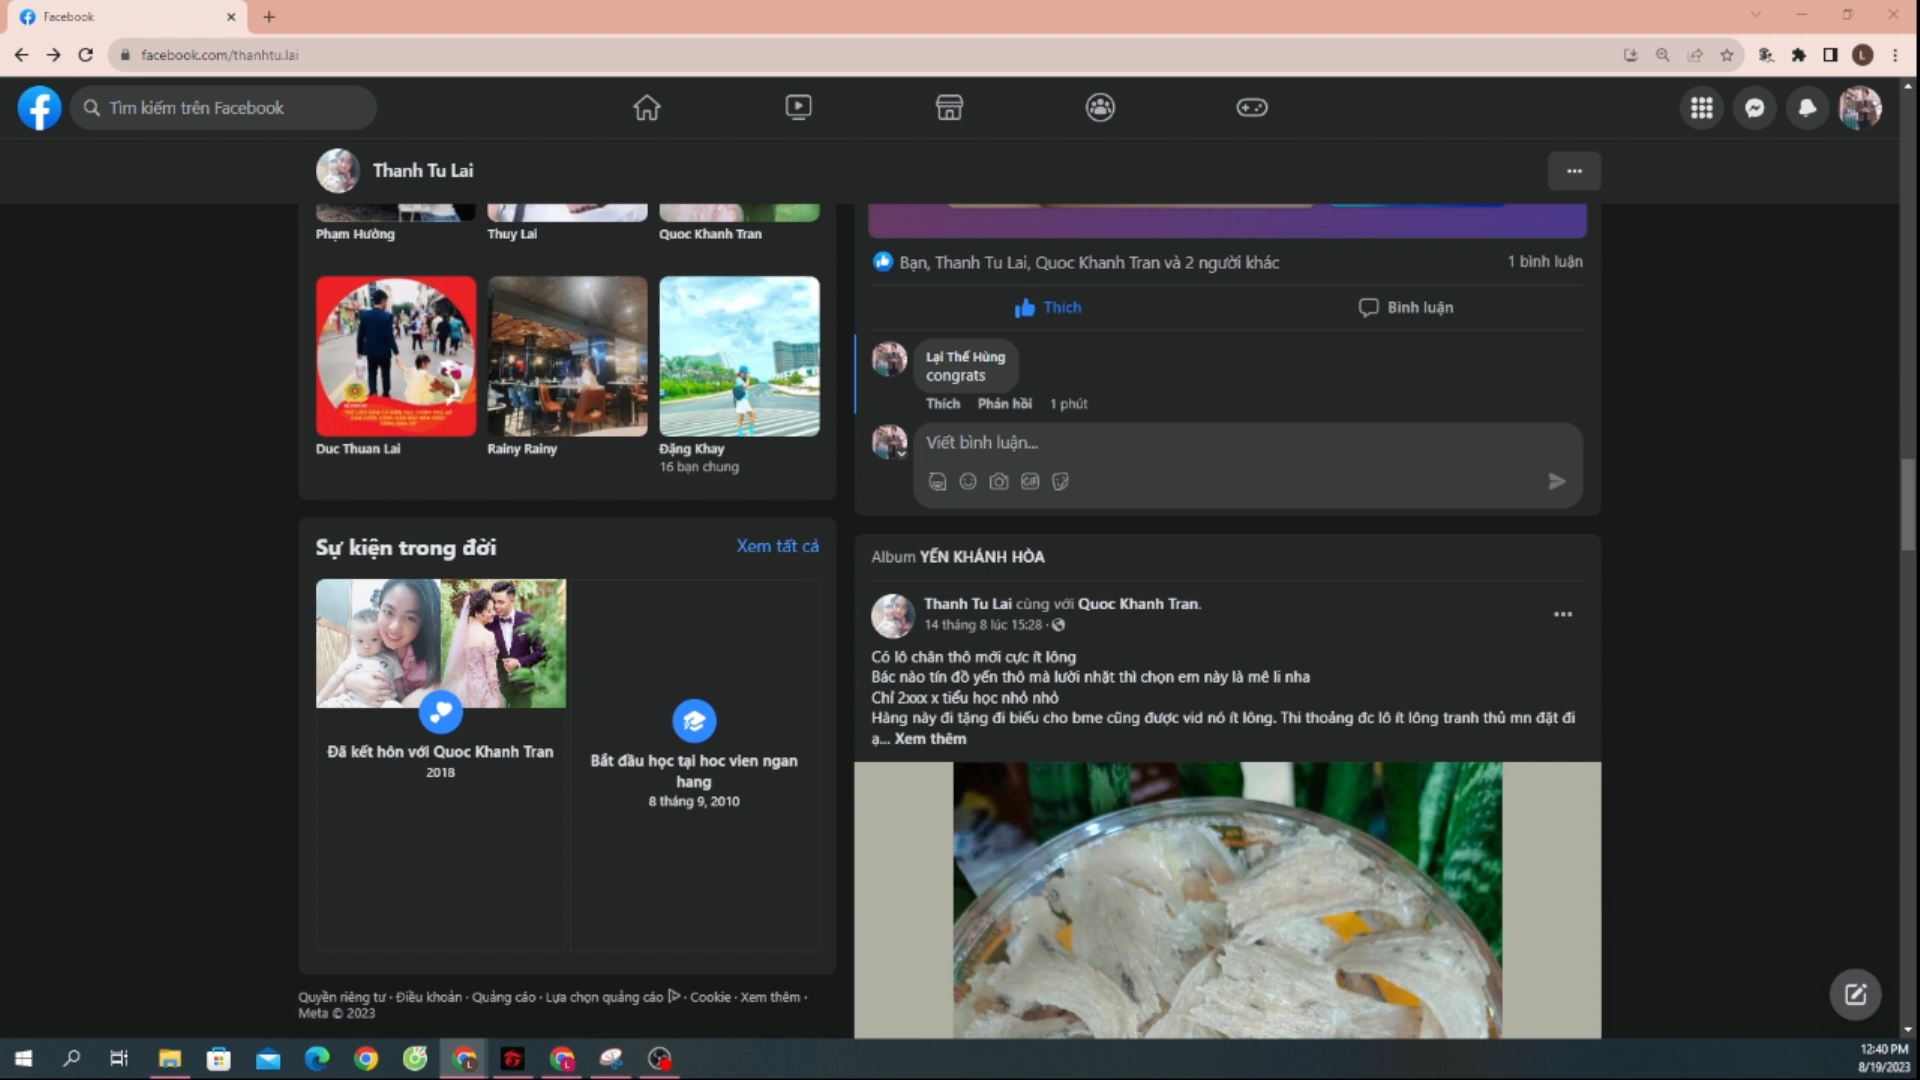 Facebook
facebook.com/thanhtu.lai
L
Tìm kiếm trên Facebook
Thanh Tu Lai
Phạm Hường
Thuy Lai
Quoc Khanh Tran
Duc Thuan Lai
Rainy Rainy
Đặng Khay
16 bạn chung
Sự kiện trong đời
Xem tất cả
Đã kết hôn với Quoc Khanh Tran
2018
Bắt đầu học tại hoc vien ngan
hang
8 tháng 9, 2010
Quyền riêng tư · Điều khoản · Quảng cáo · Lựa chọn quảng cáo · Cookie · Xem thêm ·
Meta © 2023
Bạn, Thanh Tu Lai, Quoc Khanh Tran và 2 người khác
1 bình luận
Thích
Bình luận
Lại Thế Hùng
congrats
Thích Phản hồi 1 phút
Viết bình luận...
GIF
Album YẾN KHÁNH HÒA
Thanh Tu Lai cùng với Quoc Khanh Tran.
14 tháng 8 lúc 15:28 ·
Có lô chân thô mới cực ít lông
Bác nào tín đồ yến thô mà lười nhặt thì chọn em này là mê li nha
Chỉ 2xxx x tiểu học nhỏ nhỏ
Hàng này đi tặng đi biếu cho bme cũng được vid nó ít lông. Thi thoảng đc lô ít lông tranh thủ mn đặt đi
ạ... Xem thêm
12:40 PM
8/19/2023